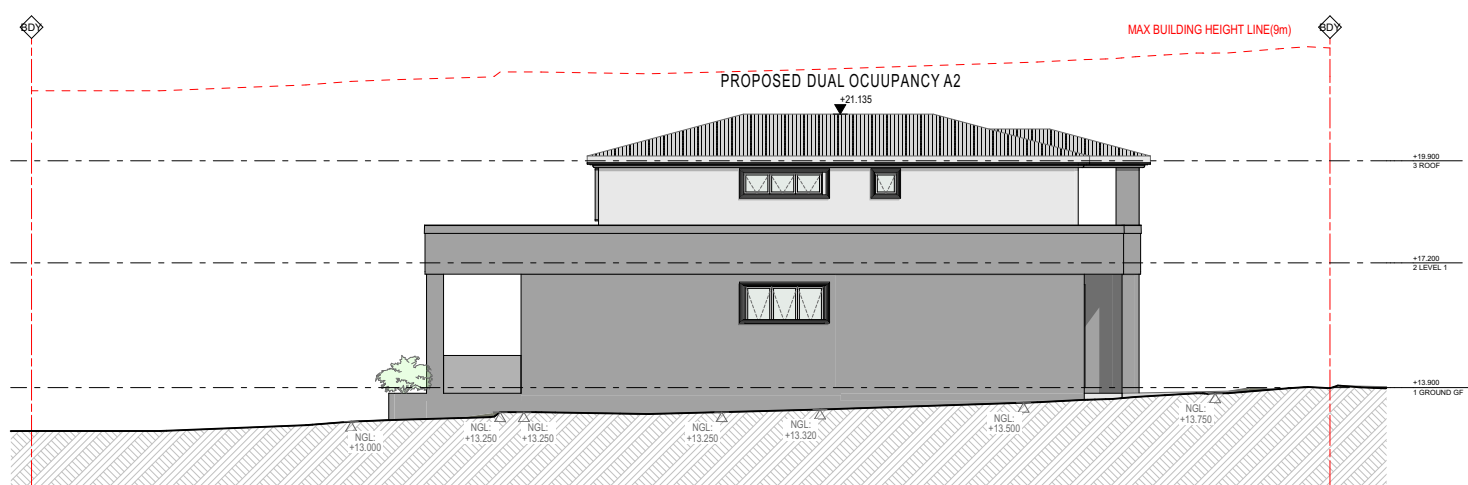 BDY
BDY
MAX BUILDING HEIGHT LINE(9m)
PROPOSED DUAL OCUUPANCY A2
+21.135
+19.900
3 ROOF
+17.200
2 LEVEL 1
+13.900
1 GROUND GF
NGL:
+13.000
NGL:
+13.250
NGL:
+13.250
NGL:
+13.250
NGL:
+13.320
NGL:
+13.500
NGL:
+13.750